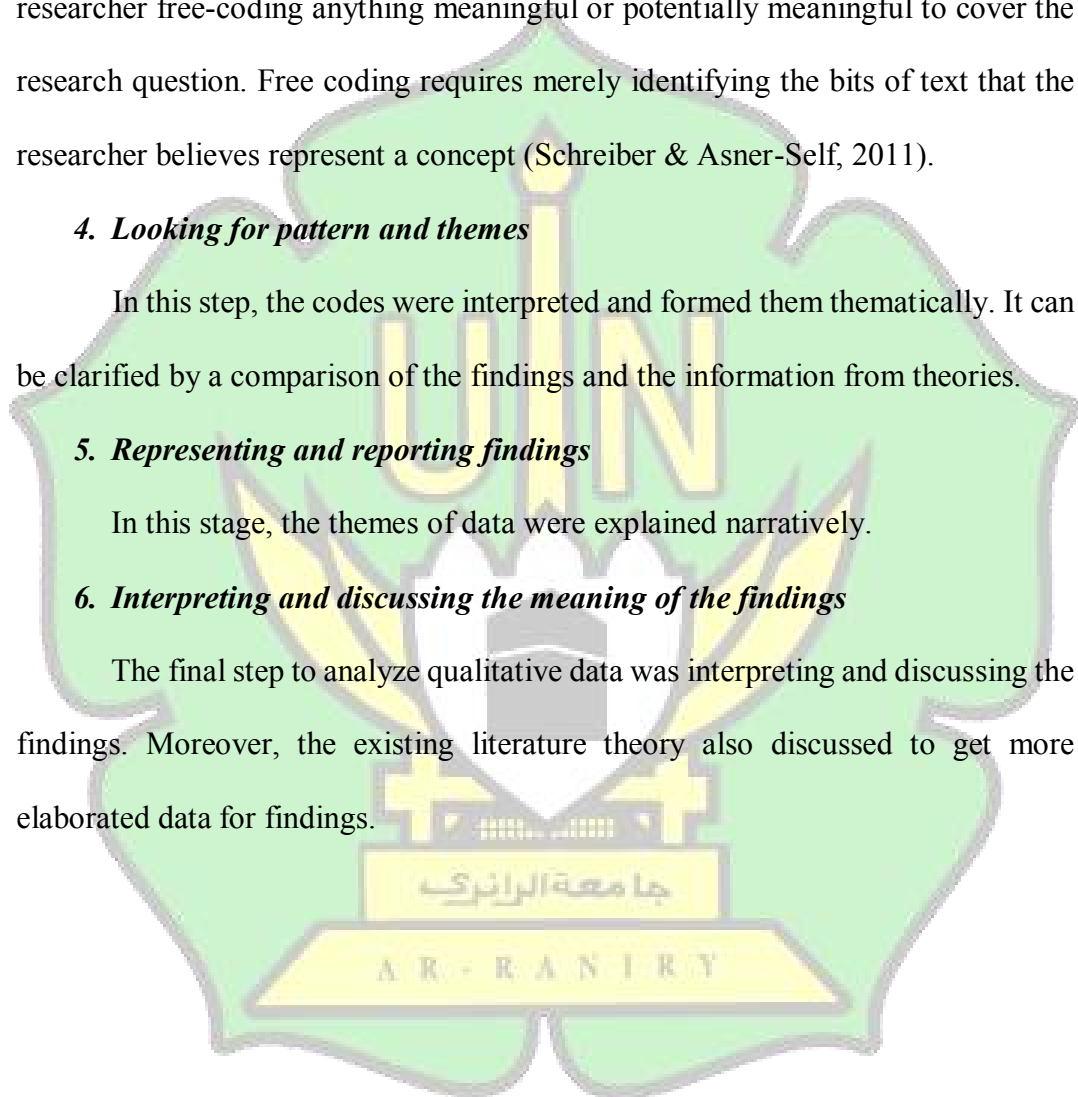 researcher free-coding anything meaningful or potentially meaningful to cover the
research question. Free coding requires merely identifying the bits of text that the
researcher believes represent a concept (Schreiber & Asner-Self, 2011).
4. Looking for pattern and themes
In this step, the codes were interpreted and formed them thematically. It can
be clarified by a comparison of the findings and the information from theories.
5. Representing and reporting findings
In this stage, the themes of data were explained narratively.
6. Interpreting and discussing the meaning of the findings
The final step to analyze qualitative data was interpreting and discussing the
findings. Moreover, the existing literature theory also discussed to get more
elaborated data for findings.
UIN
جامعة الرانري
AR-RANIRY